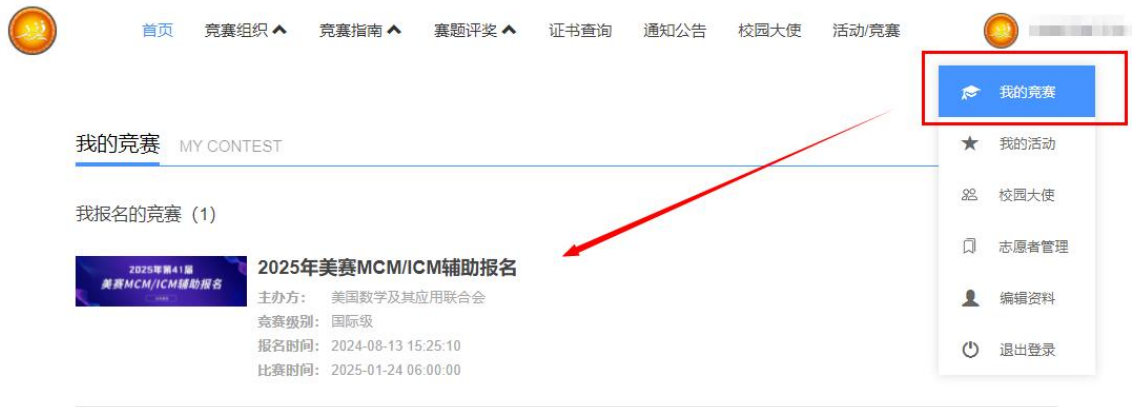 首页 竞赛组织 竞赛指南 赛题评奖 证书查询 通知公告 校园大使 活动/竞赛
我的竞赛
我的活动
校园大使
志愿者管理
编辑资料
退出登录
我的竞赛 MY CONTEST
我报名的竞赛（1）
2025年第41届
美赛MCM/ICM辅助报名
2025年美赛MCM/ICM辅助报名
主办方： 美国数学及其应用联合会
竞赛级别： 国际级
报名时间： 2024-08-13 15:25:10
比赛时间： 2025-01-24 06:00:00